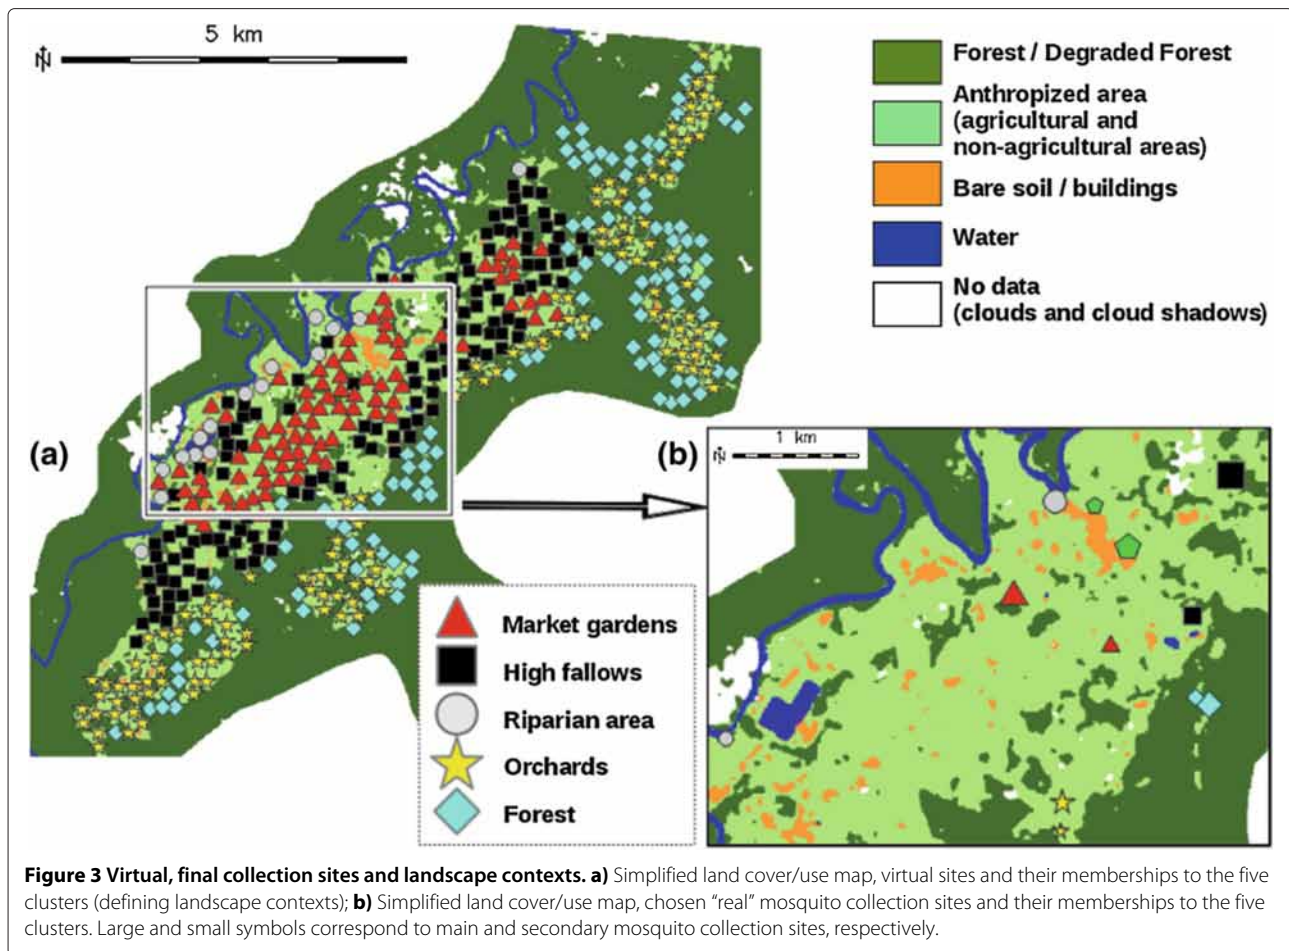 5 km
N
Forest / Degraded Forest
Anthropized area
(agricultural and
non-agricultural areas)
Bare soil / buildings
Water
No data
(clouds and cloud shadows)
(a)
(b)
1 km
N
Market gardens
High fallows
Riparian area
Orchards
Forest
Figure 3 Virtual, final collection sites and landscape contexts. a) Simplified land cover/use map, virtual sites and their memberships to the five
clusters (defining landscape contexts); b) Simplified land cover/use map, chosen “real” mosquito collection sites and their memberships to the five
clusters. Large and small symbols correspond to main and secondary mosquito collection sites, respectively.